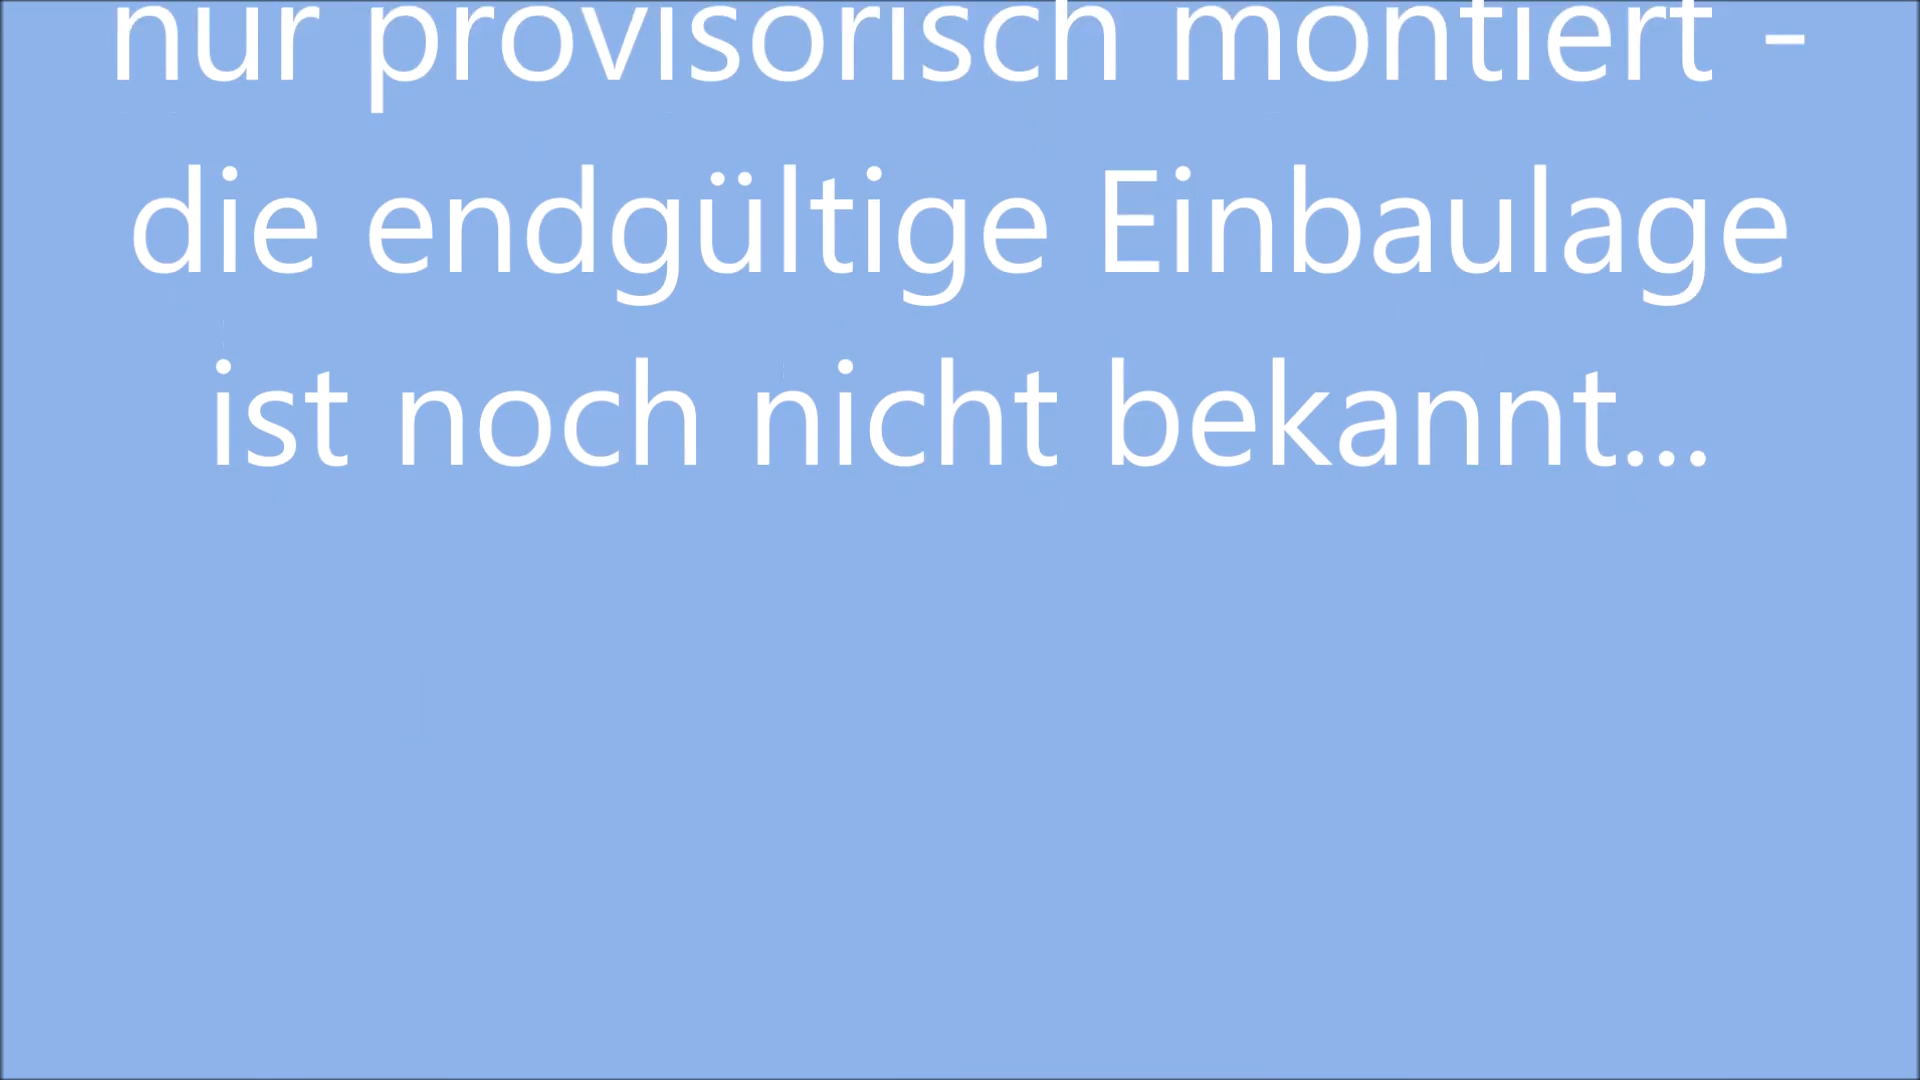 nur provisorisch montiert -
die endgültige Einbaulage
ist noch nicht bekannt...